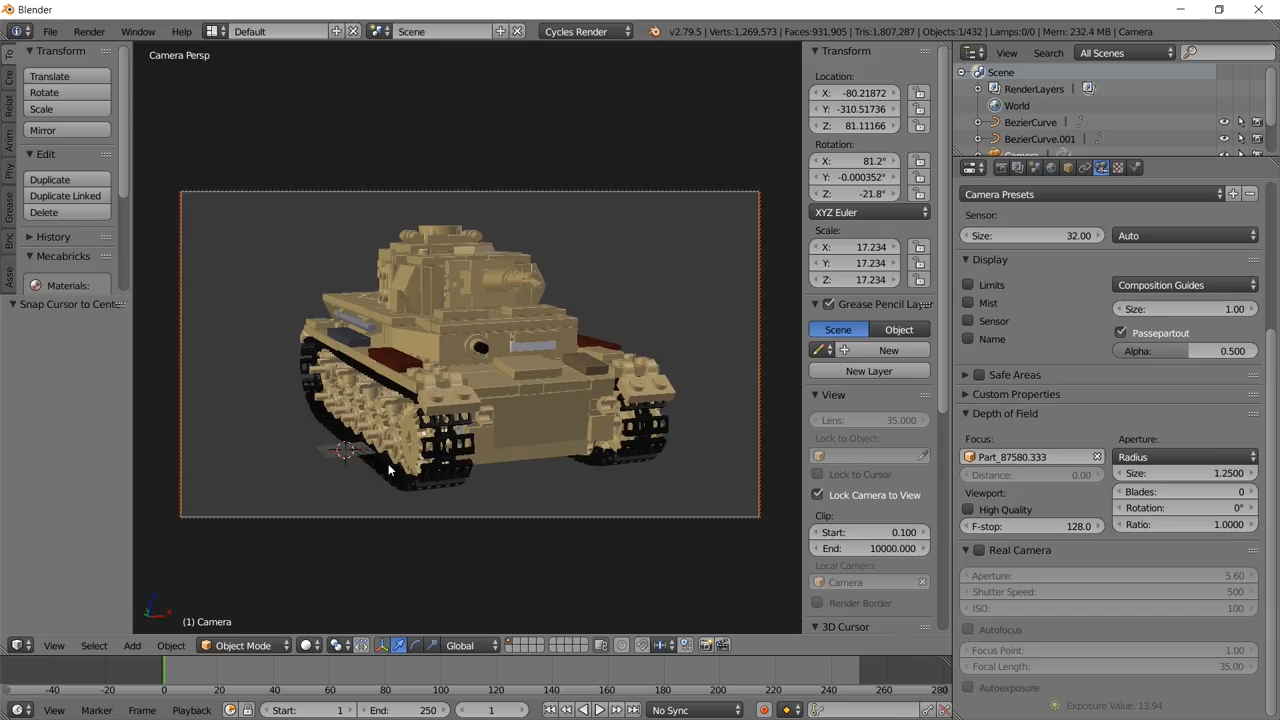 Blender
File Render Window Help Default Scene Cycles Render v2.79.5 | Verts:1,269,573 | Faces:931,905 | Tris:1,807,287 | Objects:1/432 | Lamps:0/0 | Mem: 232.4 MB | Camera
To
Cre
Relat
Anim
Phy
Grease
Bric
Asse
Transform
Translate
Rotate
Scale
Mirror
Edit
Duplicate
Duplicate Linked
Delete
History
Mecabricks
Materials:
Snap Cursor to Cent
Camera Persp
(1) Camera
Transform
Location:
X: -80.21872
Y: -310.51736
Z: 81.11166
Rotation:
X: 81.2°
Y: -0.000352°
Z: -21.8°
XYZ Euler
Scale:
X: 17.234
Y: 17.234
Z: 17.234
Grease Pencil Layer
Scene Object
New
New Layer
View
Lens: 35.000
Lock to Object:
Lock to Cursor
Lock Camera to View
Clip:
Start: 0.100
End: 10000.000
Local Camera:
Camera
Render Border
3D Cursor
View Search All Scenes
Scene
RenderLayers
World
BezierCurve
BezierCurve.001
Camera Presets
Sensor:
Size: 32.00 Auto
Display
Limits
Mist
Sensor
Name
Composition Guides
Size: 1.00
Passepartout
Alpha: 0.500
Safe Areas
Custom Properties
Depth of Field
Focus:
Part_87580.333
Distance: 0.00
Viewport:
High Quality
F-stop: 128.0
Aperture:
Radius
Size: 1.2500
Blades: 0
Rotation: 0°
Ratio: 1.0000
Real Camera
Aperture: 5.60
Shutter Speed: 500
ISO: 100
Autofocus
Focus Point: 1.00
Focal Length: 35.00
Autoexposure
Exposure Value: 13.94
View Select Add Object Object Mode Global
-40 -20 0 20 40 60 80 100 120 140 160 180 200 220 240 260 280
View Marker Frame Playback Start: 1 End: 250 1 No Sync